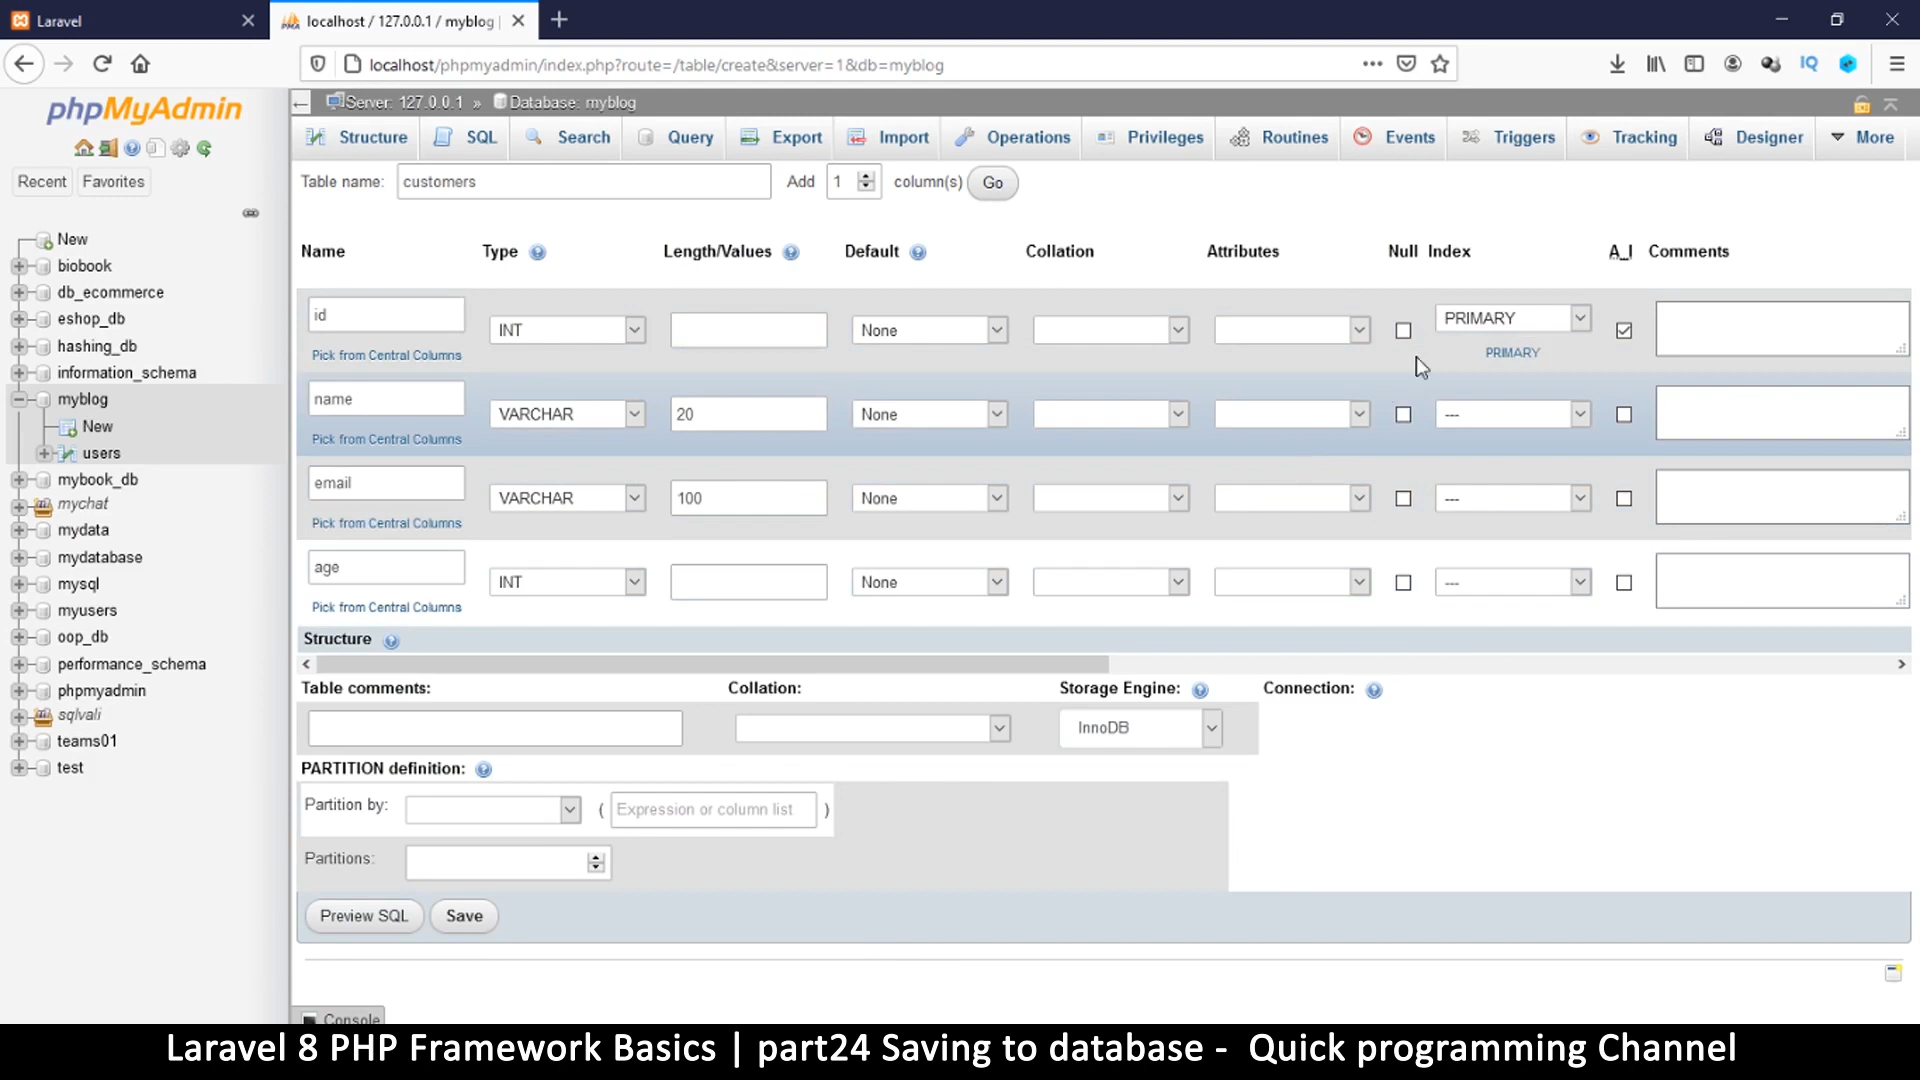 Laravel
localhost / 127.0.0.1 / myblog |
localhost/phpmyadmin/index.php?route=/table/create&server=1&db=myblog
phpMyAdmin
Recent
Favorites
New
biobook
db_ecommerce
eshop_db
hashing_db
information_schema
myblog
New
users
mybook_db
mychat
mydata
mydatabase
mysql
myusers
oop_db
performance_schema
phpmyadmin
sqlvali
teams01
test
Server: 127.0.0.1 » Database: myblog
Structure SQL Search Query Export Import Operations Privileges Routines Events Triggers Tracking Designer More
Table name: customers Add 1 column(s) Go
Name Type Length/Values Default Collation Attributes Null Index A_I Comments
id INT None PRIMARY
Pick from Central Columns PRIMARY
name VARCHAR 20 None ---
Pick from Central Columns
email VARCHAR 100 None ---
Pick from Central Columns
age INT None ---
Pick from Central Columns
Structure
Table comments: Collation: Storage Engine: Connection:
InnoDB
PARTITION definition:
Partition by: ( Expression or column list )
Partitions:
Preview SQL Save
Console
Laravel 8 PHP Framework Basics | part24 Saving to database - Quick programming Channel